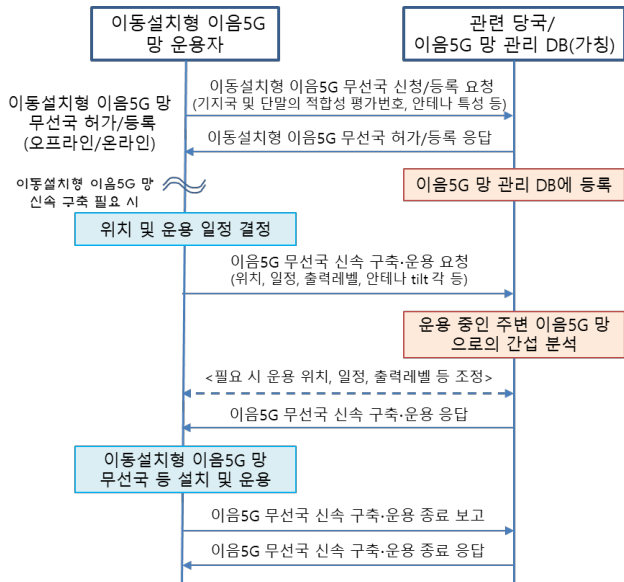 이동설치형 이음5G
망 운용자
관련 당국/
이음5G 망 관리 DB(가칭)
이동설치형 이음5G 무선국 신청/등록 요청
(기지국 및 단말의 적합성 평가번호, 안테나 특성 등)
이동설치형 이음5G 망
무선국 허가/등록
(오프라인/온라인)
이동설치형 이음5G 무선국 허가/등록 응답
이동설치형 이음5G 망
신속 구축 필요 시
이음5G 망 관리 DB에 등록
위치 및 운용 일정 결정
이음5G 무선국 신속 구축·운용 요청
(위치, 일정, 출력레벨, 안테나 tilt 각 등)
운용 중인 주변 이음5G 망
으로의 간섭 분석
<필요 시 운용 위치, 일정, 출력레벨 등 조정>
이음5G 무선국 신속 구축·운용 응답
이동설치형 이음5G 망
무선국 등 설치 및 운용
이음5G 무선국 신속 구축·운용 종료 보고
이음5G 무선국 신속 구축·운용 종료 응답